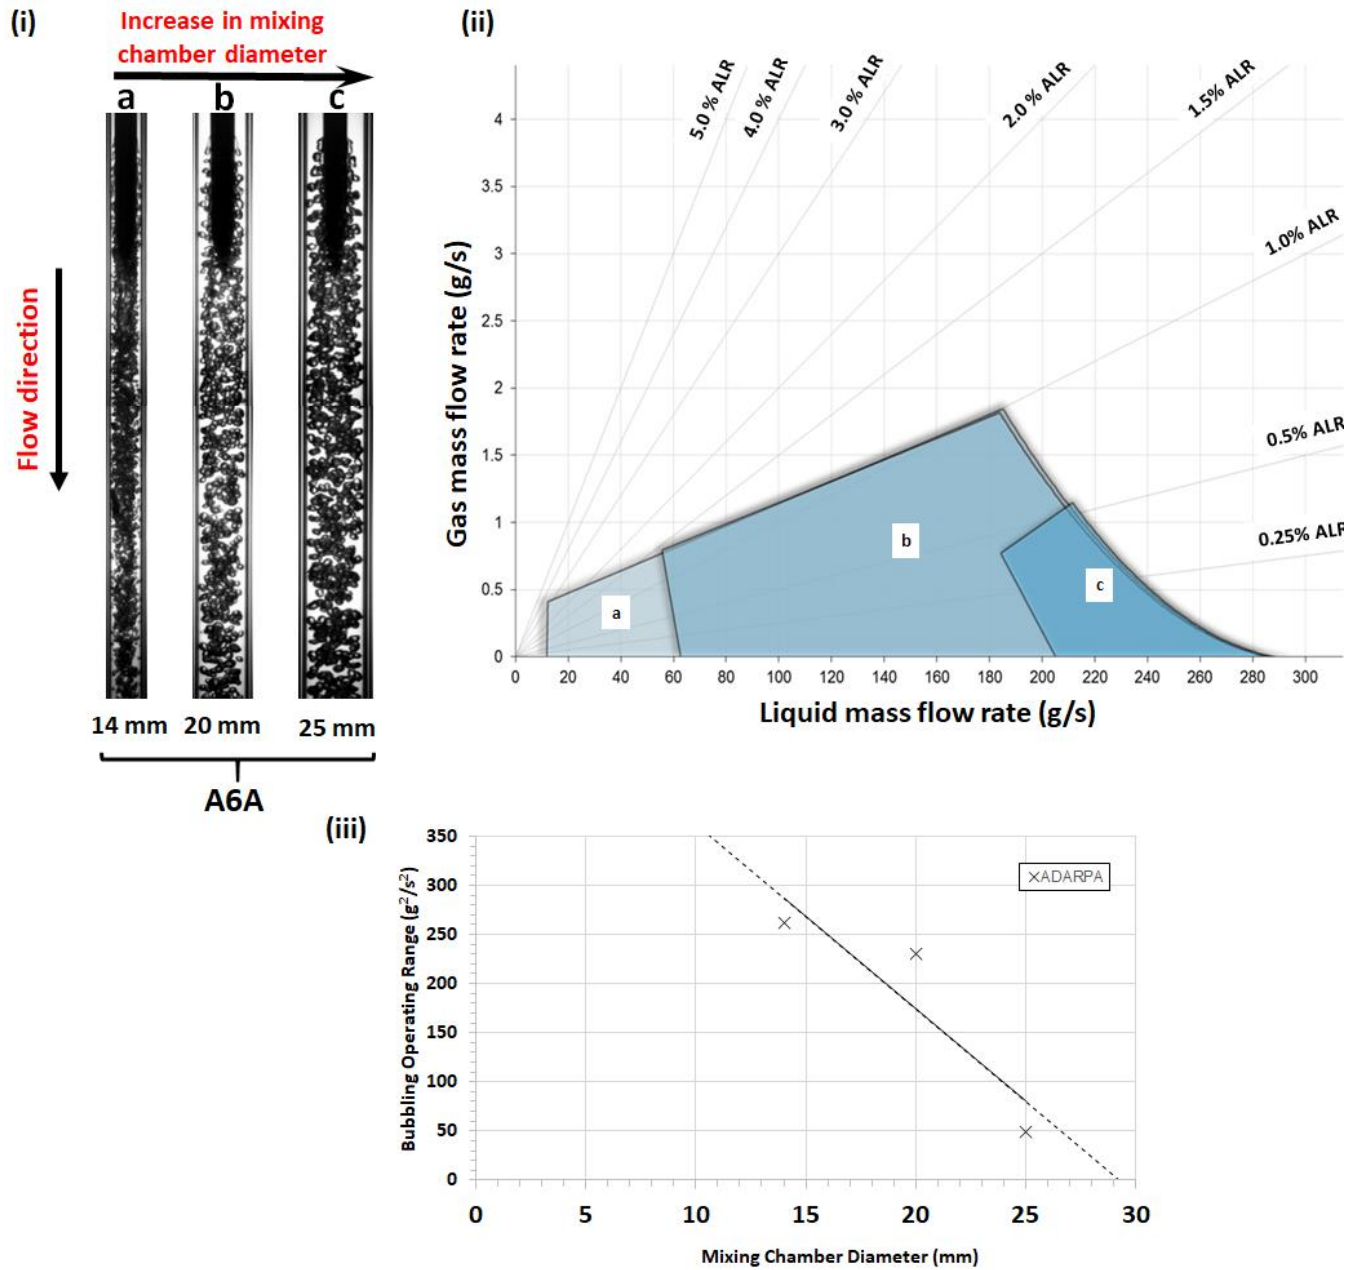 (i)
Increase in mixing
chamber diameter
a b c
Flow direction
14 mm 20 mm 25 mm
A6A
(ii)
5.0 % ALR
4.0 % ALR
3.0 % ALR
2.0 % ALR
1.5% ALR
1.0% ALR
0.5% ALR
0.25% ALR
Gas mass flow rate (g/s)
4
3.5
3
2.5
2
1.5
1
0.5
0
a
b
c
0 20 40 60 80 100 120 140 160 180 200 220 240 260 280 300
Liquid mass flow rate (g/s)
(iii)
Bubbling Operating Range (g²/s²)
350
300
250
200
150
100
50
0
×ADARPA
0 5 10 15 20 25 30
Mixing Chamber Diameter (mm)